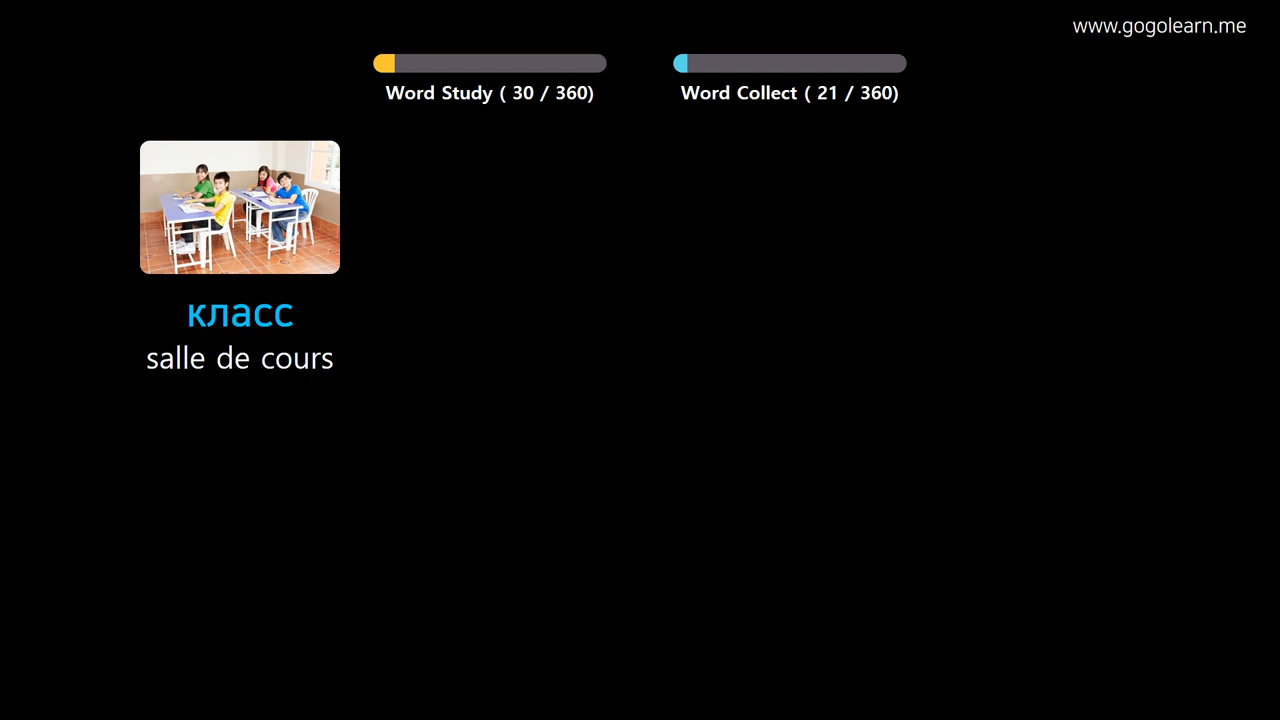 www.gogolearn.me
Word Study ( 30 / 360)
Word Collect ( 21 / 360)
класс
salle de cours